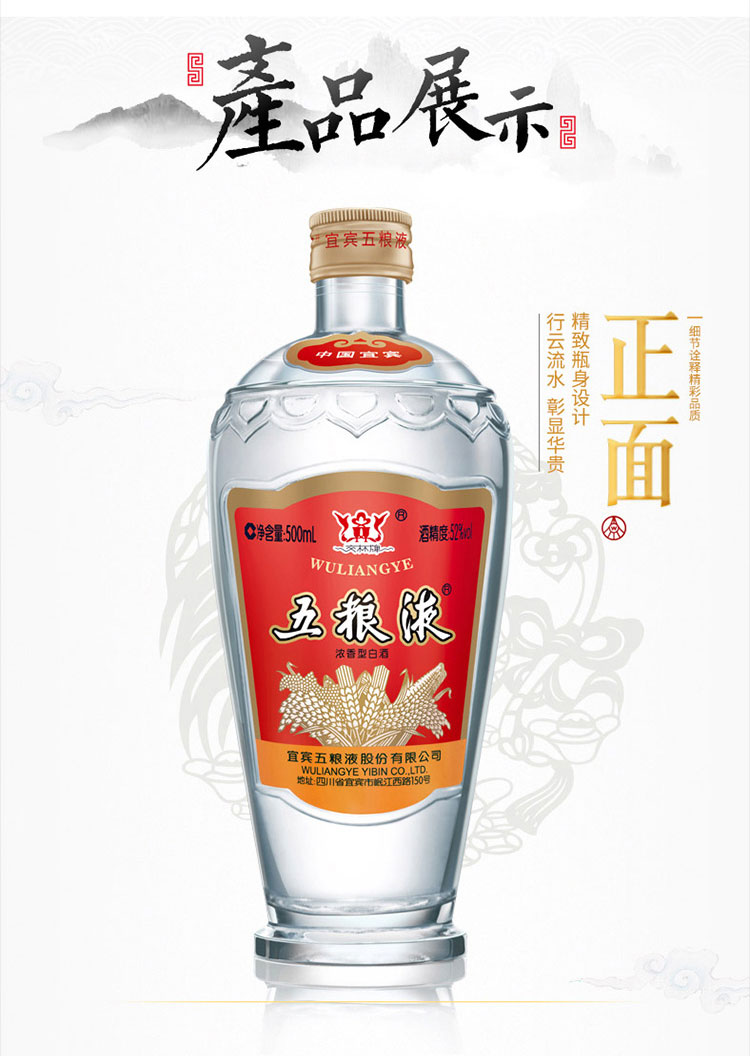 產品展示
宜宾五粮液
中国宜宾
净含量:500mL
酒精度:52%vol
交杯牌
WULIANGYE
五粮液
浓香型白酒
宜宾五粮液股份有限公司
WULIANGYE YIBIN CO.,LTD.
地址:四川省宜宾市岷江西路150号
细节诠释精彩品质
正面
精致瓶身设计
行云流水 彰显华贵